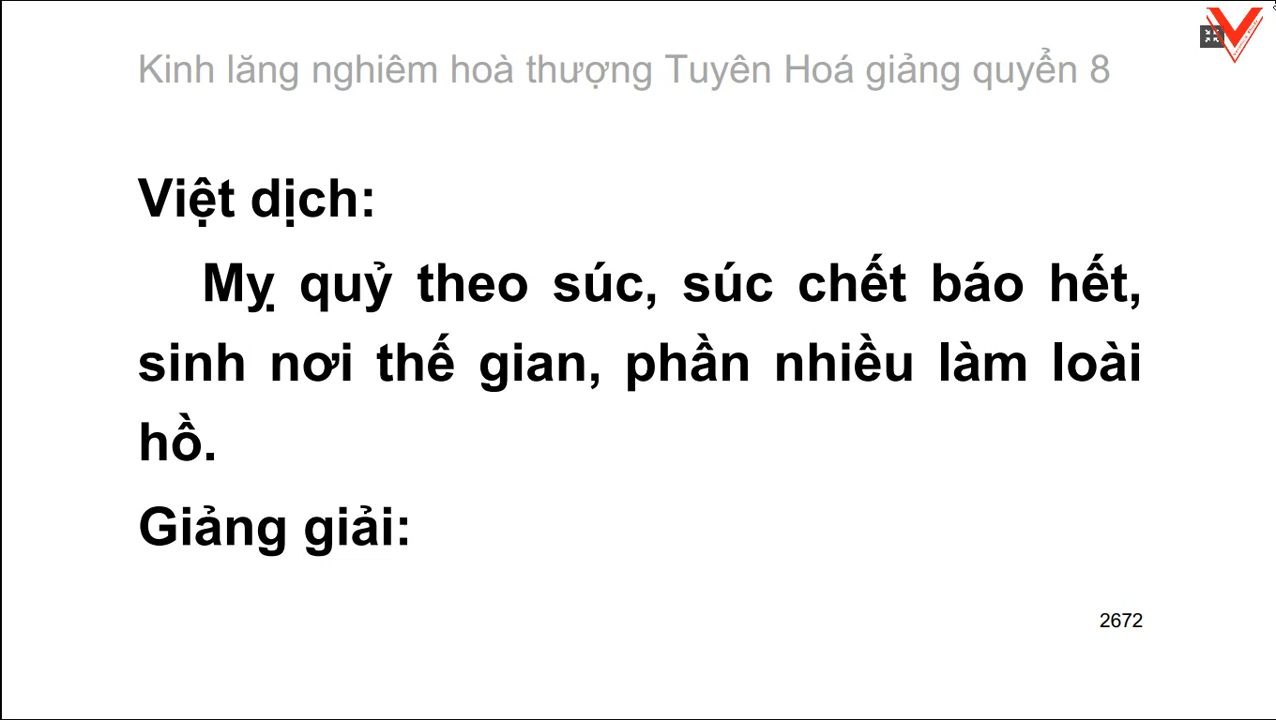 Kinh lăng nghiêm hoà thượng Tuyên Hoá giảng quyển 8
Việt dịch:
Mỵ quỷ theo súc, súc chết báo hết,
sinh nơi thế gian, phần nhiều làm loài
hồ.
Giảng giải:
2672